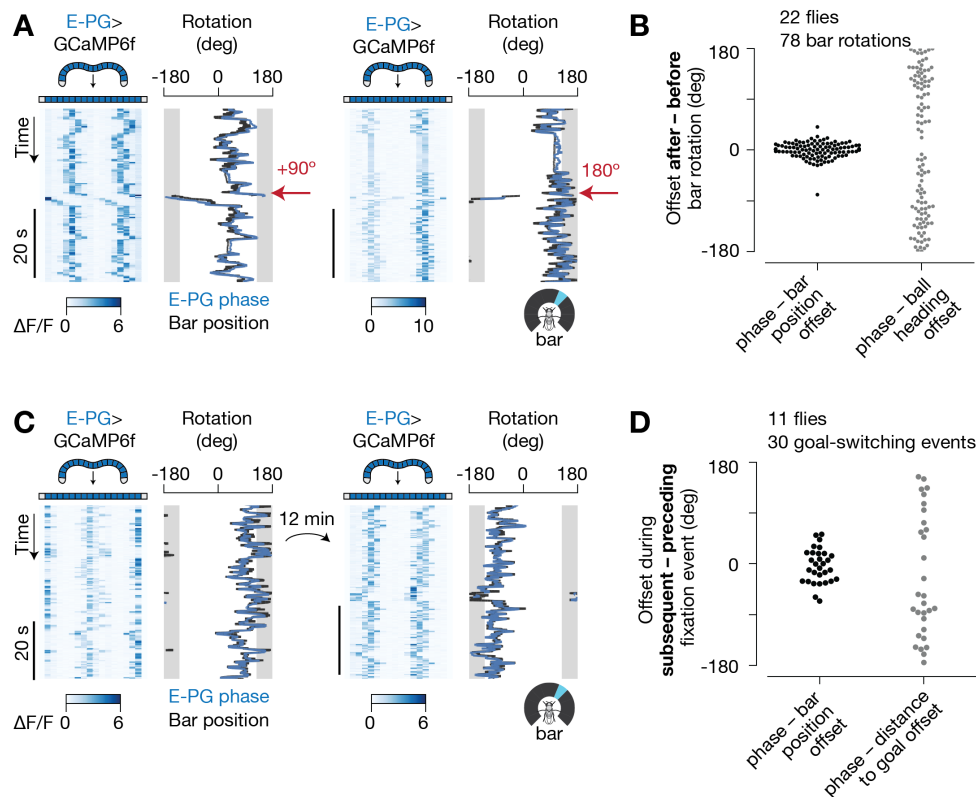 A
E-PG>
GCaMP6f
Rotation
(deg)
-180 0 180
Time
20 s
+90º
E-PG>
GCaMP6f
Rotation
(deg)
-180 0 180
180º
ΔF/F
0 6
E-PG phase
Bar position
0 10
bar
B
22 flies
78 bar rotations
Offset after – before
bar rotation (deg)
180
0
-180
phase – bar
position
offset
phase – ball
heading
offset
C
E-PG>
GCaMP6f
Rotation
(deg)
-180 0 180
Time
20 s
12 min
E-PG>
GCaMP6f
Rotation
(deg)
-180 0 180
ΔF/F
0 6
E-PG phase
Bar position
0 6
bar
D
11 flies
30 goal-switching events
Offset during
subsequent – preceding
fixation event (deg)
180
0
-180
phase – bar
position
offset
phase – distance
to goal offset